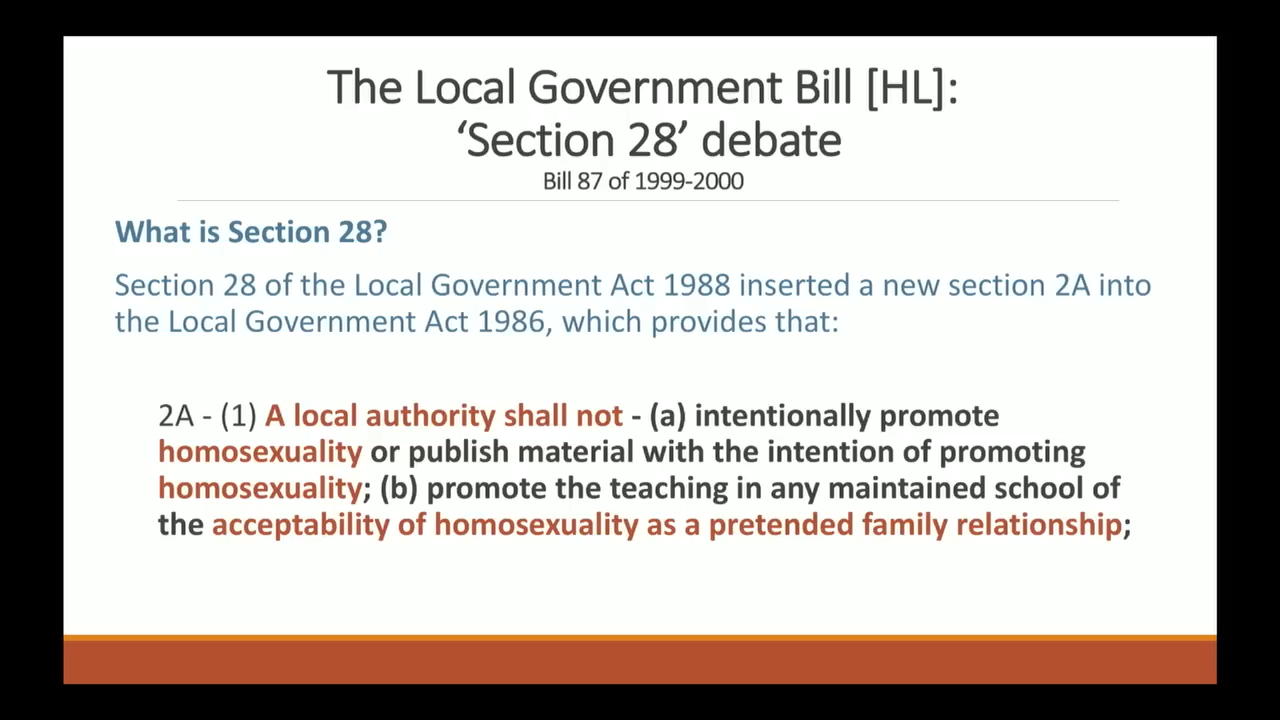 The Local Government Bill [HL]:
‘Section 28’ debate
Bill 87 of 1999-2000
What is Section 28?
Section 28 of the Local Government Act 1988 inserted a new section 2A into
the Local Government Act 1986, which provides that:
2A - (1) A local authority shall not - (a) intentionally promote
homosexuality or publish material with the intention of promoting
homosexuality; (b) promote the teaching in any maintained school of
the acceptability of homosexuality as a pretended family relationship;